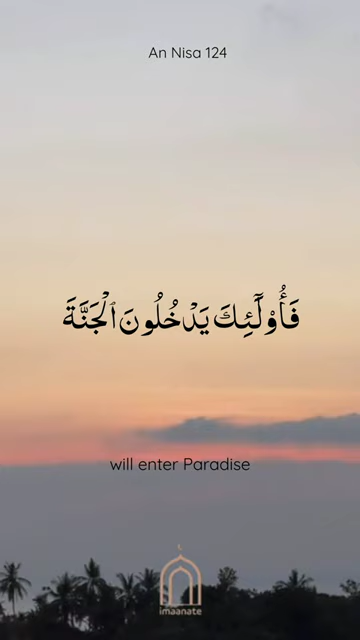 An Nisa 124
فَأُوْلَٰٓئِكَ يَدْخُلُونَ ٱلْجَنَّةَ
will enter Paradise
imaanate